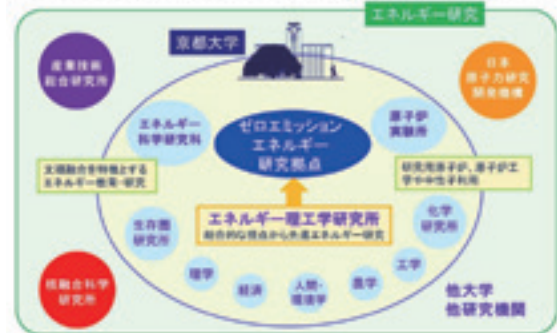 エネルギー研究
京都大学
産業技術
総合研究所
日本
原子力研究
開発機構
エネルギー
科学研究科
ゼロエミッション
エネルギー
研究拠点
原子炉
実験所
文理融合を特徴とする
エネルギー教育・研究
研究用原子炉、原子炉工
学や中性子利用
エネルギー理工学研究所
総合的な視点から先進エネルギー研究
生存圏
研究所
化学
研究所
理学
経済
人間・
環境学
農学
工学
核融合科学
研究所
他大学
他研究機関